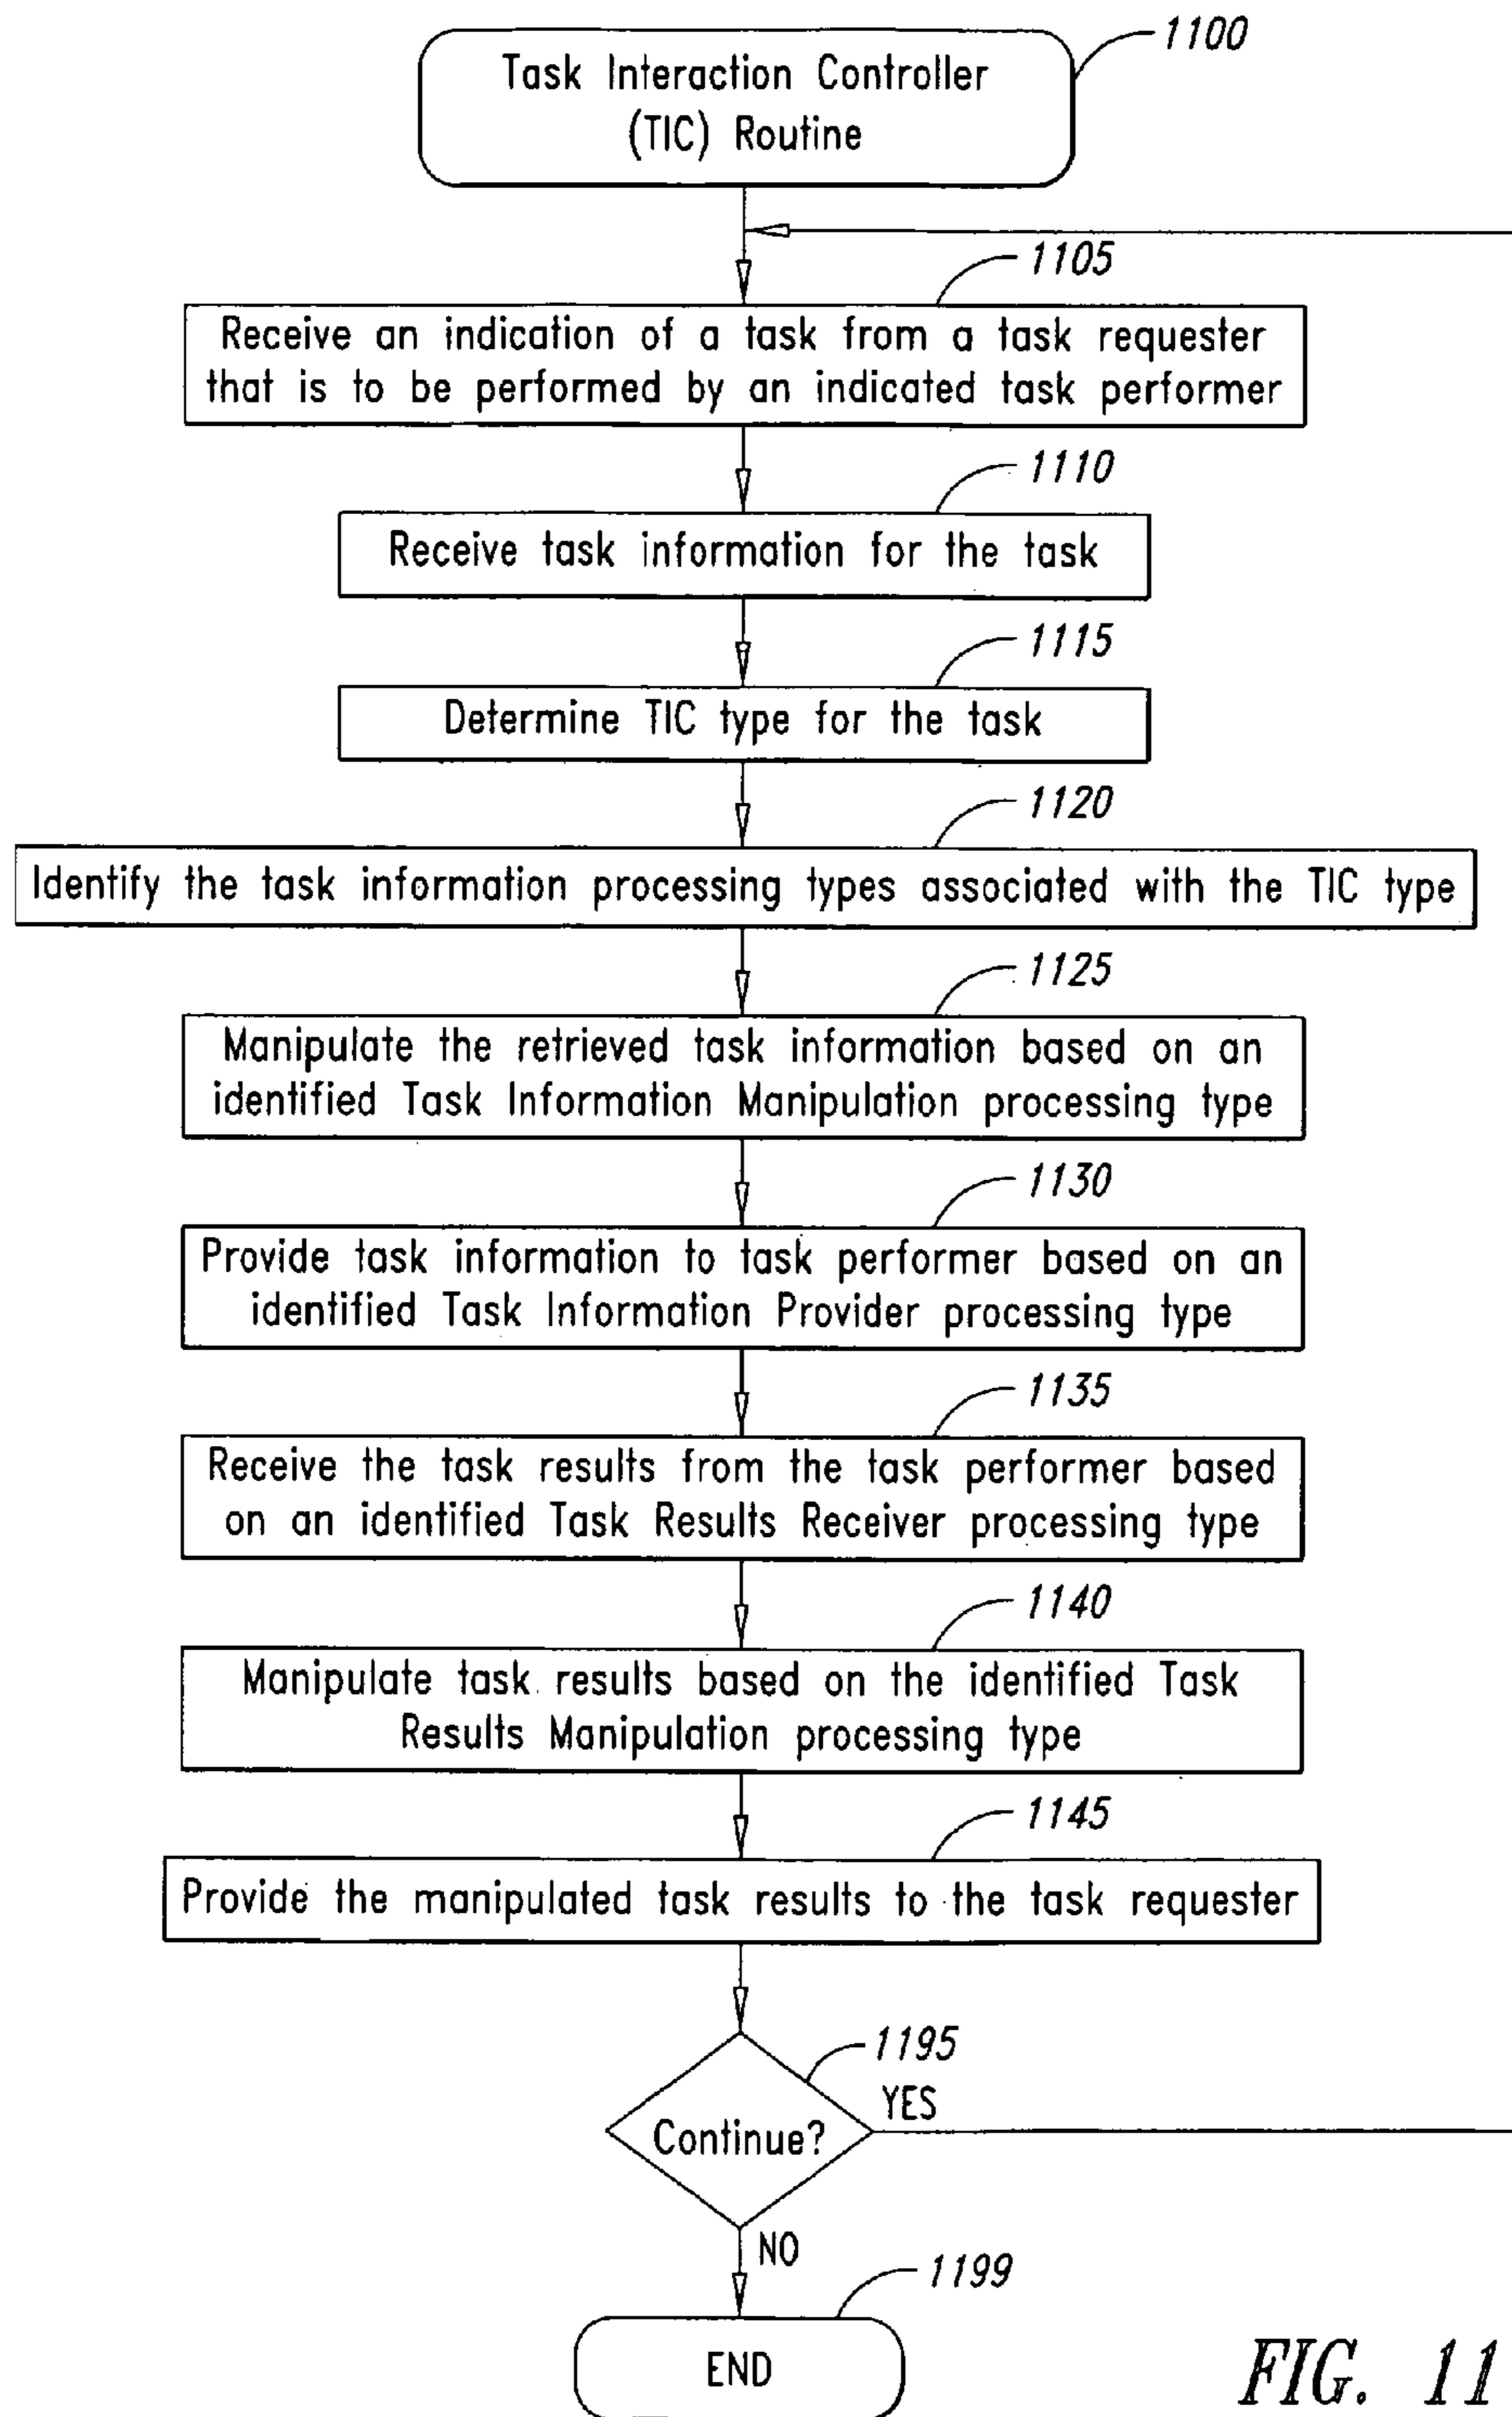 1100
Task Interaction Controller
(TIC) Routine
1105
Receive an indication of a task from a task requester
that is to be performed by an indicated task performer
1110
Receive task information for the task
1115
Determine TIC type for the task
1120
Identify the task information processing types associated with the TIC type
1125
Manipulate the retrieved task information based on an
identified Task Information Manipulation processing type
1130
Provide task information to task performer based on an
identified Task Information Provider processing type
1135
Receive the task results from the task performer based
on an identified Task Results Receiver processing type
1140
Manipulate task results based on the identified Task
Results Manipulation processing type
1145
Provide the manipulated task results to the task requester
1195
YES
Continue?
NO
1199
END
FIG. 11